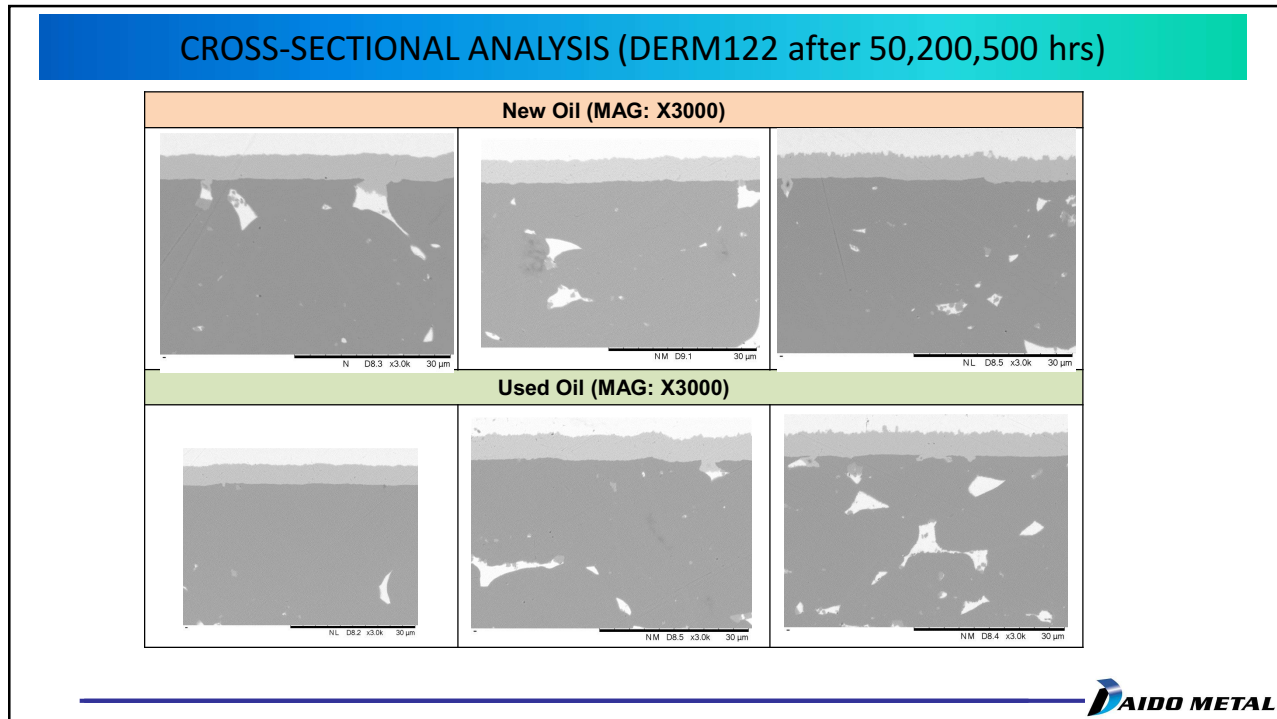 CROSS-SECTIONAL ANALYSIS (DERM122 after 50,200,500 hrs)
New Oil (MAG: X3000)
N D8.3 x3.0k 30 µm
NM D9.1 30 µm
NL D8.5 x3.0k 30 µm
Used Oil (MAG: X3000)
NL D8.2 x3.0k 30 µm
NM D8.5 x3.0k 30 µm
NM D8.4 x3.0k 30 µm
DAIDO METAL